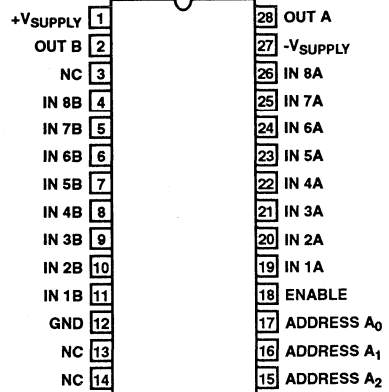 +VSUPPLY 1 28 OUT A
OUT B 2 27 -VSUPPLY
NC 3 26 IN 8A
IN 8B 4 25 IN 7A
IN 7B 5 24 IN 6A
IN 6B 6 23 IN 5A
IN 5B 7 22 IN 4A
IN 4B 8 21 IN 3A
IN 3B 9 20 IN 2A
IN 2B 10 19 IN 1A
IN 1B 11 18 ENABLE
GND 12 17 ADDRESS A0
NC 13 16 ADDRESS A1
NC 14 15 ADDRESS A2